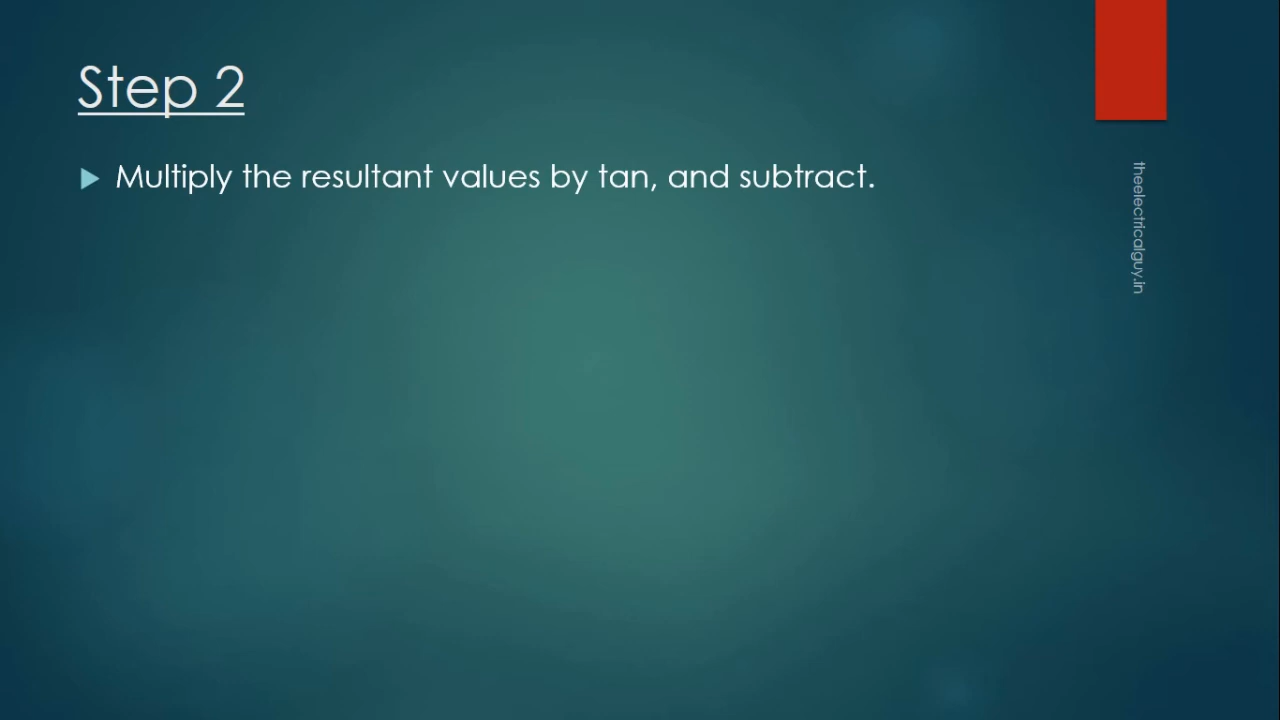 Step 2
Multiply the resultant values by tan, and subtract.
theelectricalguy.in